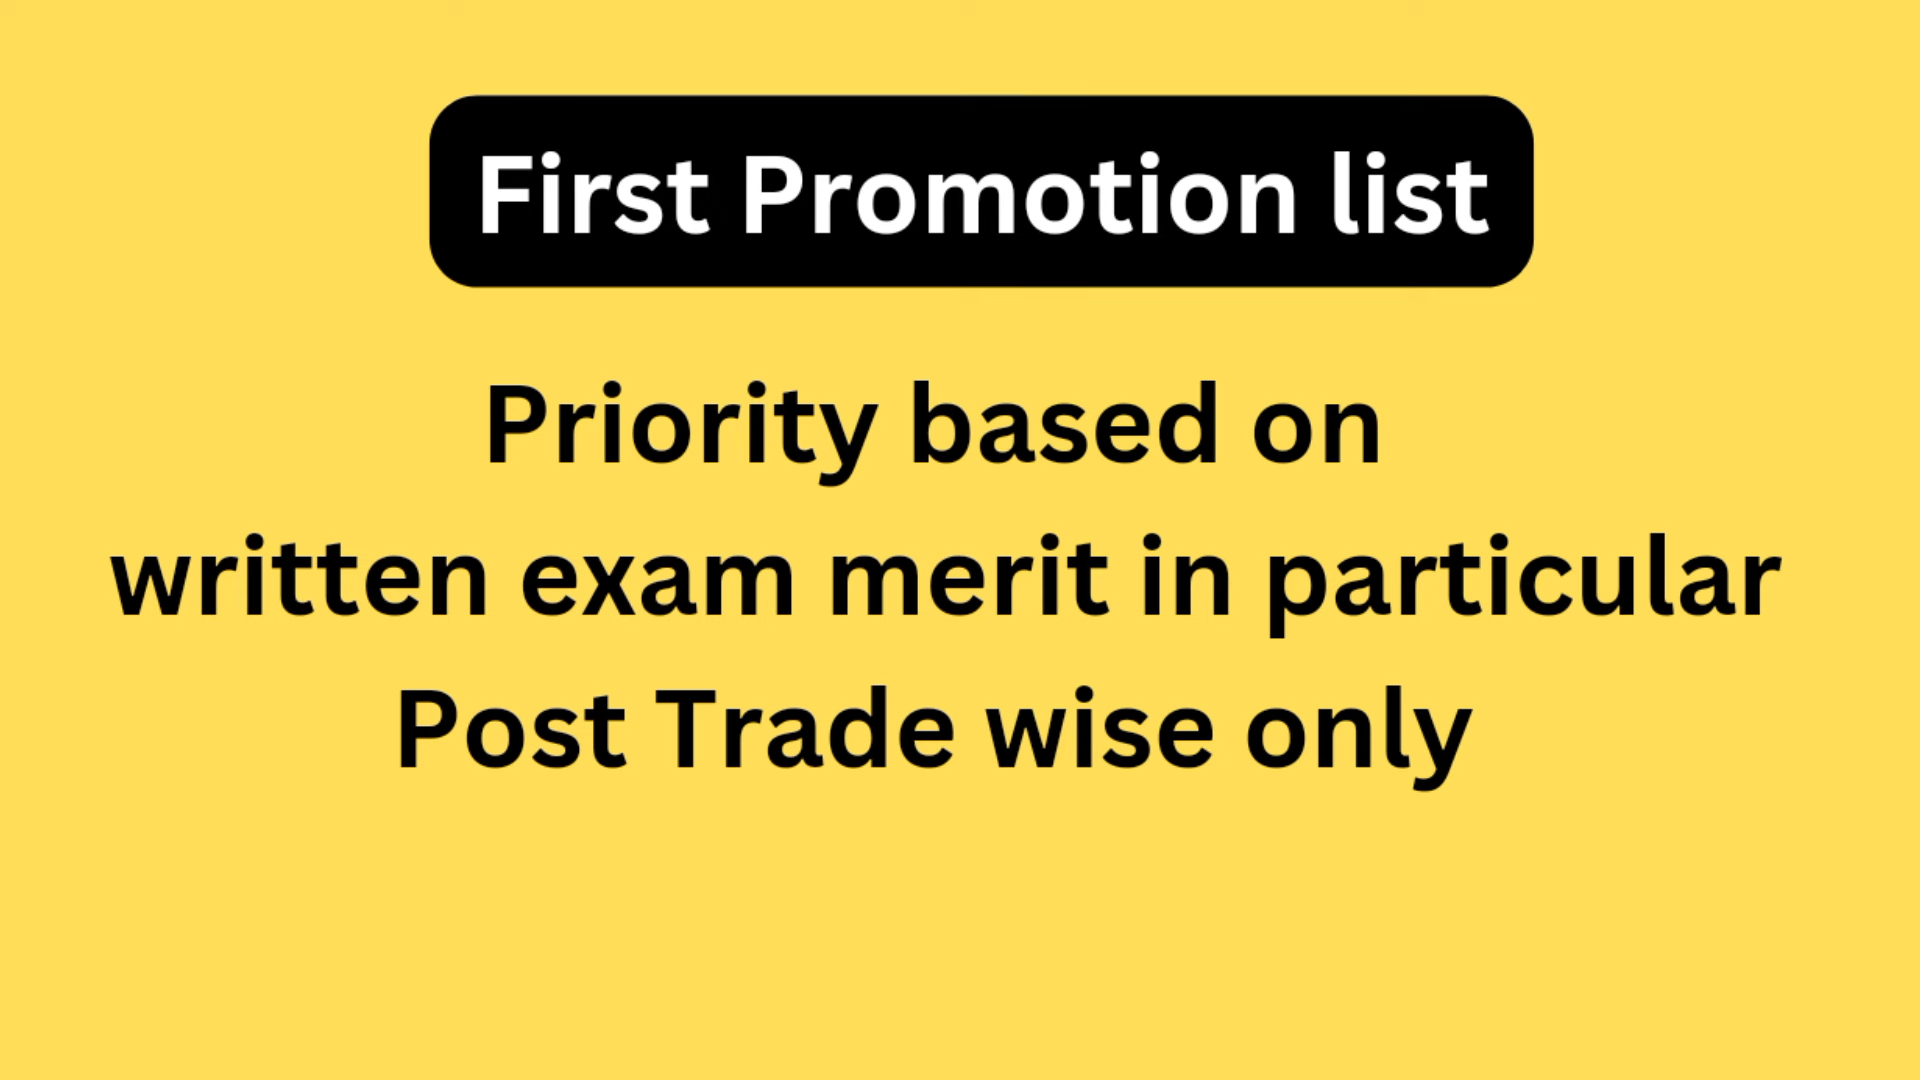 First Promotion list
Priority based on
written exam merit in particular
Post Trade wise only